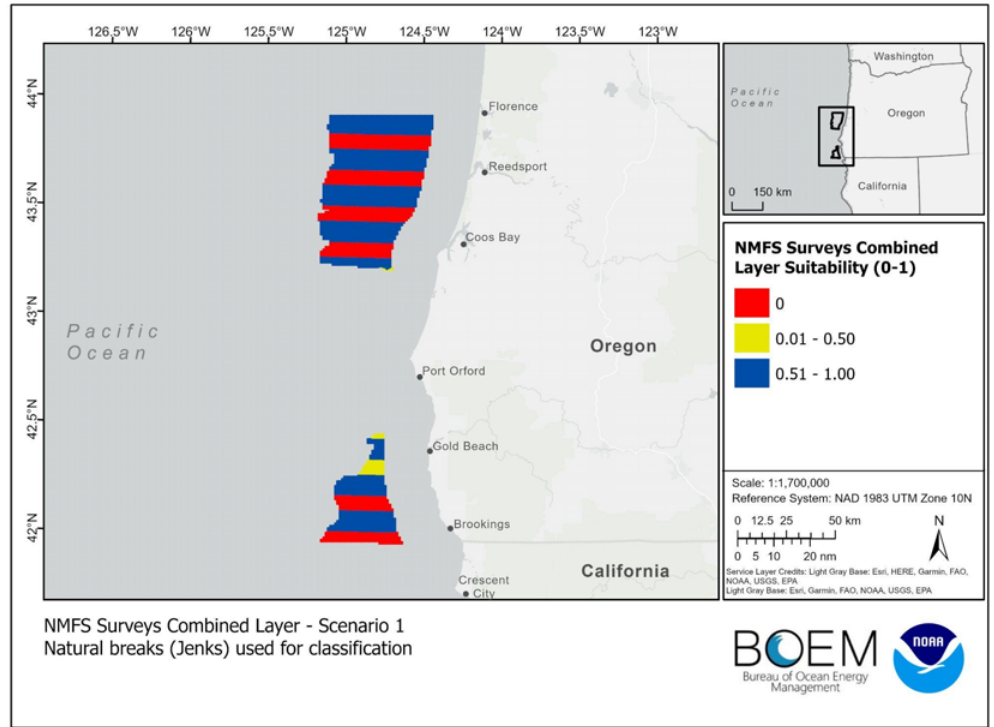 126.5°W 126°W 125.5°W 125°W 124.5°W 124°W 123.5°W 123°W
44°N
43.5°N
43°N
42.5°N
42°N
Florence
Reedsport
Coos Bay
Pacific
Ocean
Oregon
Port Orford
Gold Beach
Brookings
California
Crescent
City
Washington
Pacific
Ocean
Oregon
California
0 150 km
NMFS Surveys Combined
Layer Suitability (0-1)
0
0.01 - 0.50
0.51 - 1.00
Scale: 1:1,700,000
Reference System: NAD 1983 UTM Zone 10N
0 12.5 25 50 km
0 5 10 20 nm
N
Service Layer Credits: Light Gray Base: Esri, HERE, Garmin, FAO,
NOAA, USGS, EPA
Light Gray Base: Esri, Garmin, FAO, NOAA, USGS, EPA
NMFS Surveys Combined Layer - Scenario 1
Natural breaks (Jenks) used for classification
BOEM
Bureau of Ocean Energy
Management
NOAA